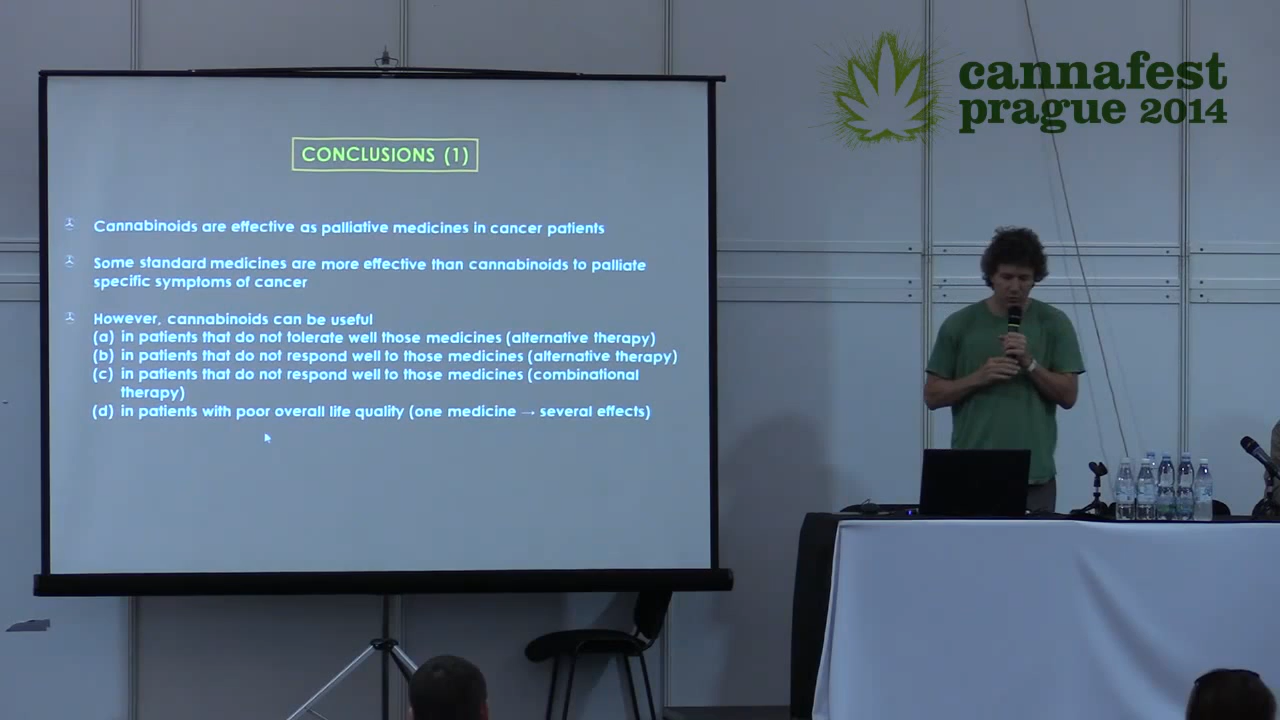 cannafest
prague 2014
CONCLUSIONS (1)
Cannabinoids are effective as palliative medicines in cancer patients
Some standard medicines are more effective than cannabinoids to palliate
specific symptoms of cancer
However, cannabinoids can be useful
(a) in patients that do not tolerate well those medicines (alternative therapy)
(b) in patients that do not respond well to those medicines (alternative therapy)
(c) in patients that do not respond well to those medicines (combinational
therapy)
(d) in patients with poor overall life quality (one medicine → several effects)